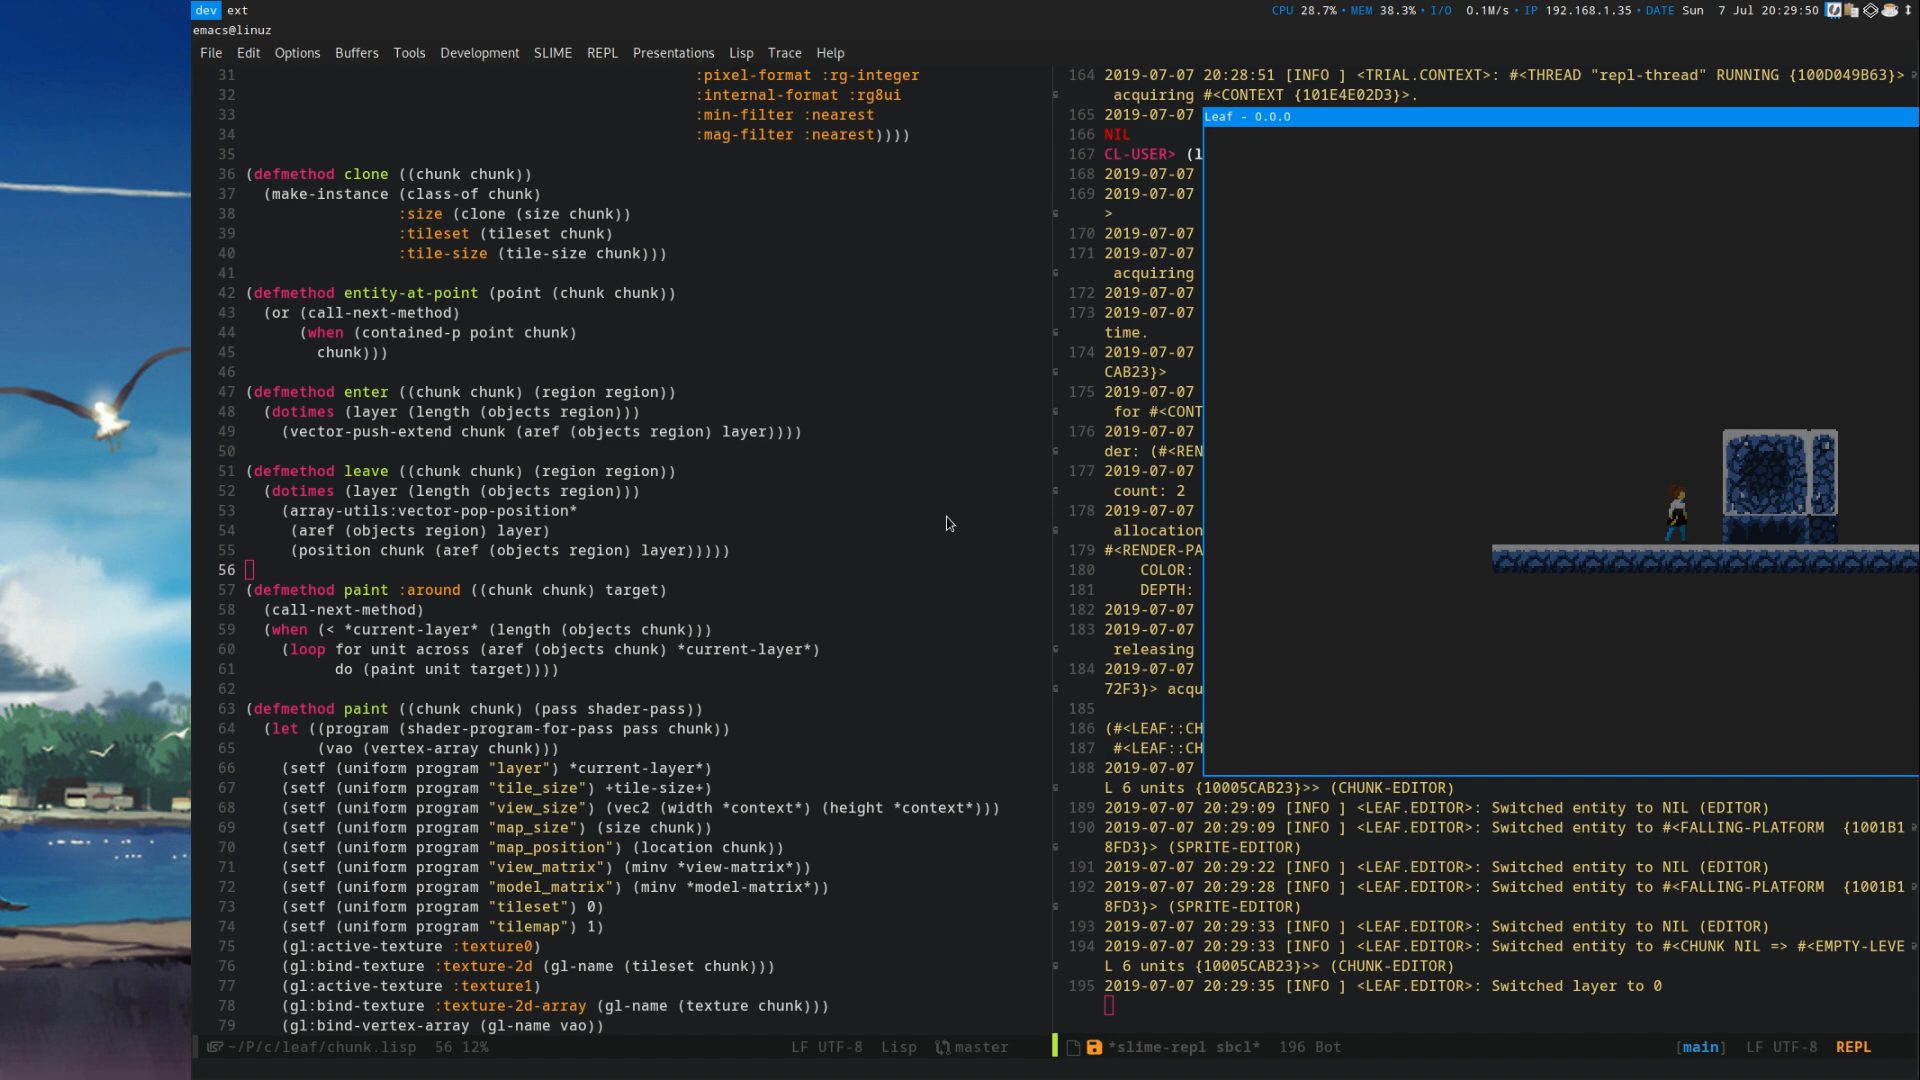 dev ext
CPU 28.7% • MEM 38.3% • I/O 0.1M/s • IP 192.168.1.35 • DATE Sun 7 Jul 20:29:50
emacs@linuz
File Edit Options Buffers Tools Development SLIME REPL Presentations Lisp Trace Help
31 :pixel-format :rg-integer
32 :internal-format :rg8ui
33 :min-filter :nearest
34 :mag-filter :nearest))))
35
36 (defmethod clone ((chunk chunk))
37 (make-instance (class-of chunk)
38 :size (clone (size chunk))
39 :tileset (tileset chunk)
40 :tile-size (tile-size chunk)))
41
42 (defmethod entity-at-point (point (chunk chunk))
43 (or (call-next-method)
44 (when (contained-p point chunk)
45 chunk)))
46
47 (defmethod enter ((chunk chunk) (region region))
48 (dotimes (layer (length (objects region)))
49 (vector-push-extend chunk (aref (objects region) layer))))
50
51 (defmethod leave ((chunk chunk) (region region))
52 (dotimes (layer (length (objects region)))
53 (array-utils:vector-pop-position*
54 (aref (objects region) layer)
55 (position chunk (aref (objects region) layer)))))
56
57 (defmethod paint :around ((chunk chunk) target)
58 (call-next-method)
59 (when (< *current-layer* (length (objects chunk)))
60 (loop for unit across (aref (objects chunk) *current-layer*)
61 do (paint unit target))))
62
63 (defmethod paint ((chunk chunk) (pass shader-pass))
64 (let ((program (shader-program-for-pass pass chunk))
65 (vao (vertex-array chunk)))
66 (setf (uniform program "layer") *current-layer*)
67 (setf (uniform program "tile_size") +tile-size+)
68 (setf (uniform program "view_size") (vec2 (width *context*) (height *context*)))
69 (setf (uniform program "map_size") (size chunk))
70 (setf (uniform program "map_position") (location chunk))
71 (setf (uniform program "view_matrix") (minv *view-matrix*))
72 (setf (uniform program "model_matrix") (minv *model-matrix*))
73 (setf (uniform program "tileset") 0)
74 (setf (uniform program "tilemap") 1)
75 (gl:active-texture :texture0)
76 (gl:bind-texture :texture-2d (gl-name (tileset chunk)))
77 (gl:active-texture :texture1)
78 (gl:bind-texture :texture-2d-array (gl-name (texture chunk)))
79 (gl:bind-vertex-array (gl-name vao))
~/P/c/leaf/chunk.lisp 56 12% LF UTF-8 Lisp master
164 2019-07-07 20:28:51 [INFO ] <TRIAL.CONTEXT>: #<THREAD "repl-thread" RUNNING {100D049B63}>
acquiring #<CONTEXT {101E4E02D3}>.
165 2019-07-07
Leaf - 0.0.0
166 NIL
167 CL-USER> (l
168 2019-07-07
169 2019-07-07
>
170 2019-07-07
171 2019-07-07
acquiring
172 2019-07-07
173 2019-07-07
time.
174 2019-07-07
CAB23}>
175 2019-07-07
for #<CONT
176 2019-07-07
der: (#<REN
177 2019-07-07
count: 2
178 2019-07-07
allocation
179 #<RENDER-PA
180 COLOR:
181 DEPTH:
182 2019-07-07
183 2019-07-07
releasing
184 2019-07-07
72F3}> acqu
185
186 (#<LEAF::CH
187 #<LEAF::CH
188 2019-07-07
L 6 units {10005CAB23}>> (CHUNK-EDITOR)
189 2019-07-07 20:29:09 [INFO ] <LEAF.EDITOR>: Switched entity to NIL (EDITOR)
190 2019-07-07 20:29:09 [INFO ] <LEAF.EDITOR>: Switched entity to #<FALLING-PLATFORM {1001B1
8FD3}> (SPRITE-EDITOR)
191 2019-07-07 20:29:22 [INFO ] <LEAF.EDITOR>: Switched entity to NIL (EDITOR)
192 2019-07-07 20:29:28 [INFO ] <LEAF.EDITOR>: Switched entity to #<FALLING-PLATFORM {1001B1
8FD3}> (SPRITE-EDITOR)
193 2019-07-07 20:29:33 [INFO ] <LEAF.EDITOR>: Switched entity to NIL (EDITOR)
194 2019-07-07 20:29:33 [INFO ] <LEAF.EDITOR>: Switched entity to #<CHUNK NIL => #<EMPTY-LEVE
L 6 units {10005CAB23}>> (CHUNK-EDITOR)
195 2019-07-07 20:29:35 [INFO ] <LEAF.EDITOR>: Switched layer to 0
*slime-repl sbcl* 196 Bot [main] LF UTF-8 REPL